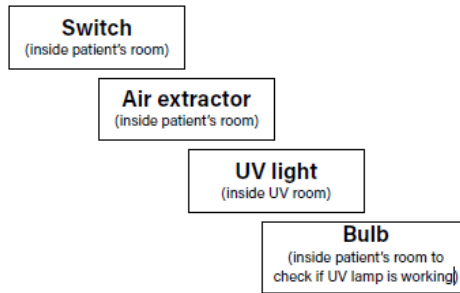 Switch
(inside patient's room)
Air extractor
(inside patient's room)
UV light
(inside UV room)
Bulb
(inside patient's room to
check if UV lamp is working)